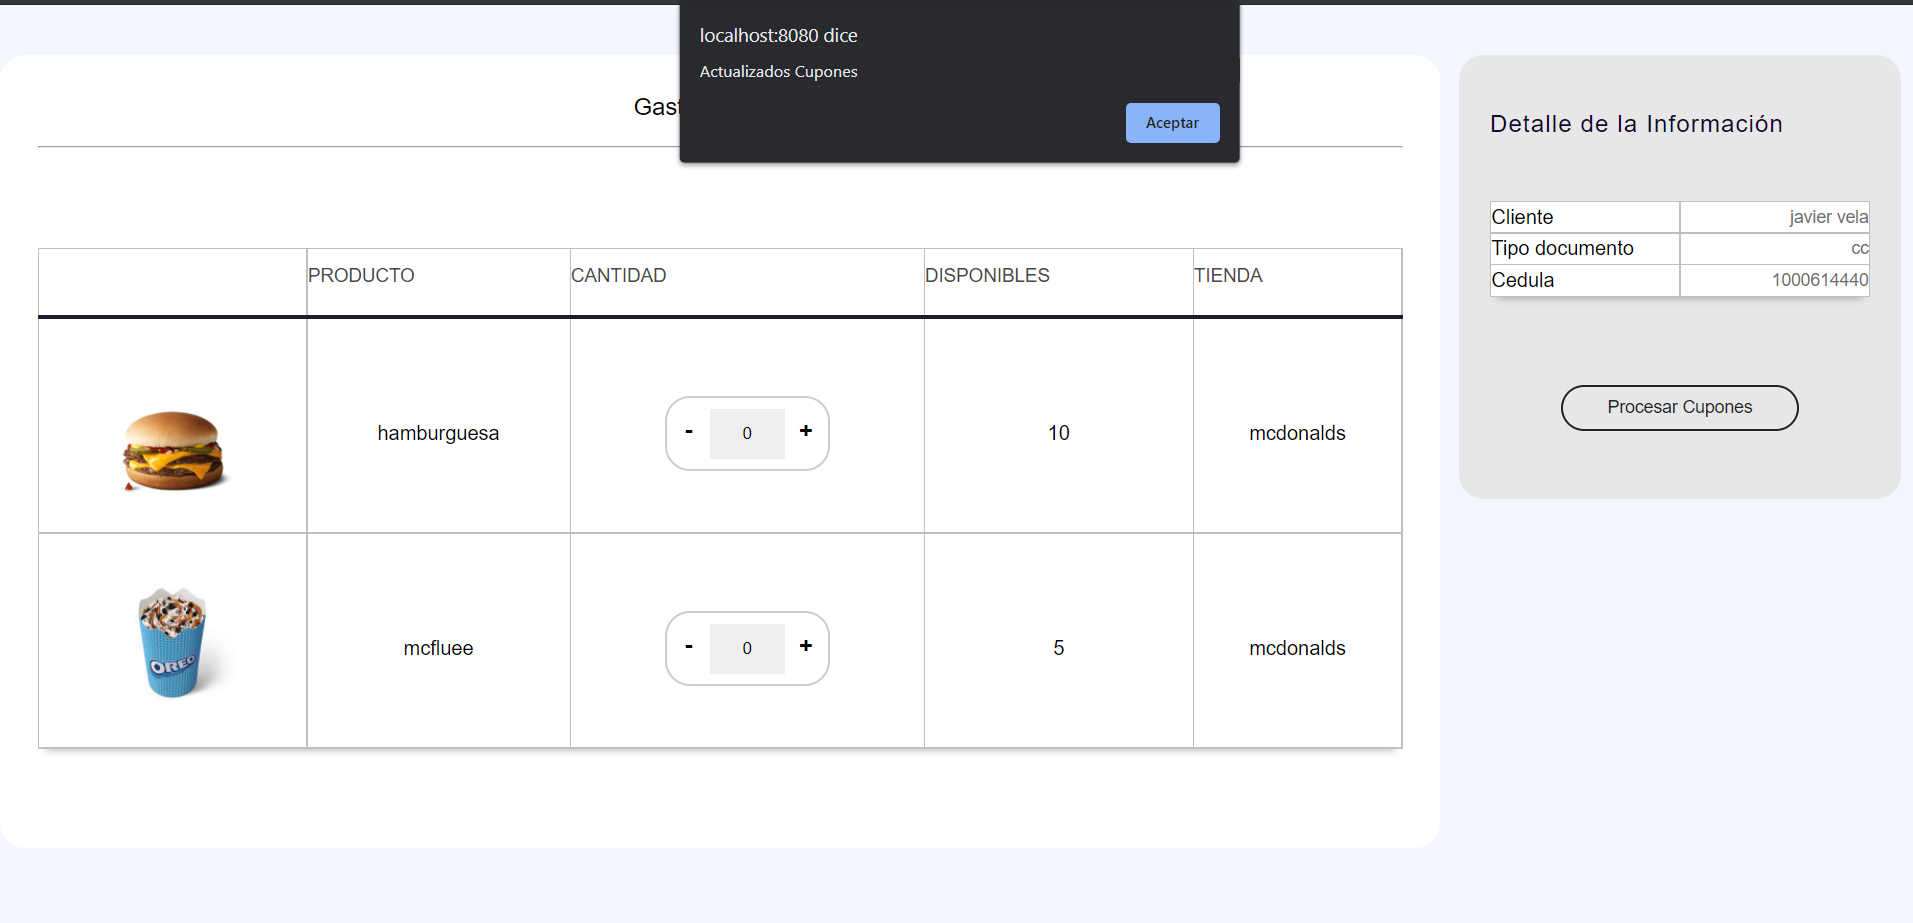 localhost:8080 dice
Actualizados Cupones
Aceptar
Detalle de la Información
Cliente javier vela
Tipo documento cc
Cedula 1000614440
Procesar Cupones
PRODUCTO CANTIDAD DISPONIBLES TIENDA
hamburguesa - 0 + 10 mcdonalds
OREO
mcfluee - 0 + 5 mcdonalds